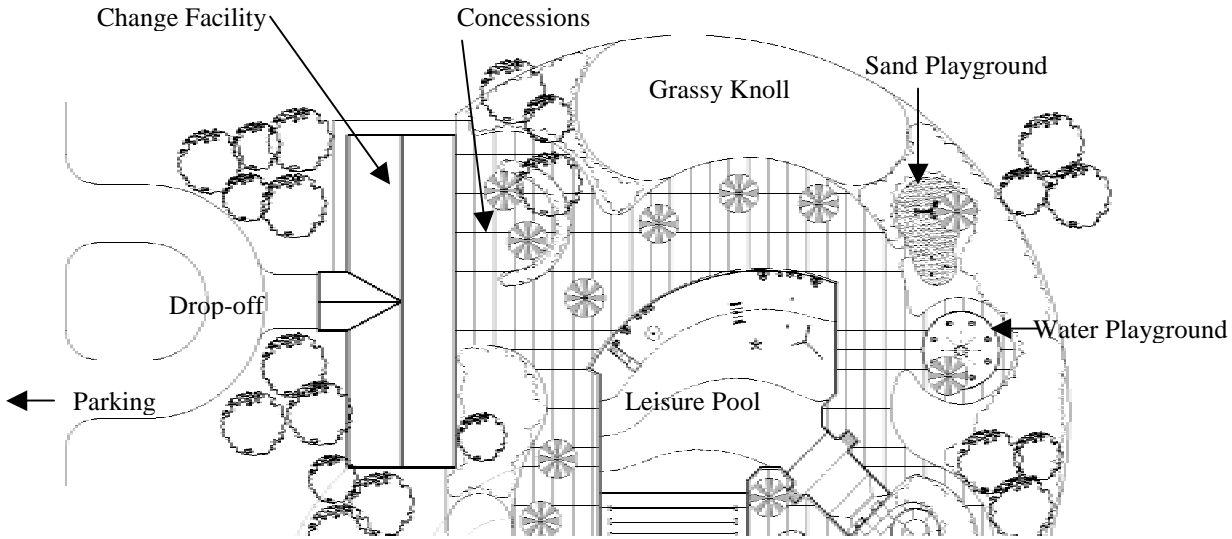 Change Facility
Concessions
Sand Playground
Grassy Knoll
Drop-off
Water Playground
Parking
Leisure Pool